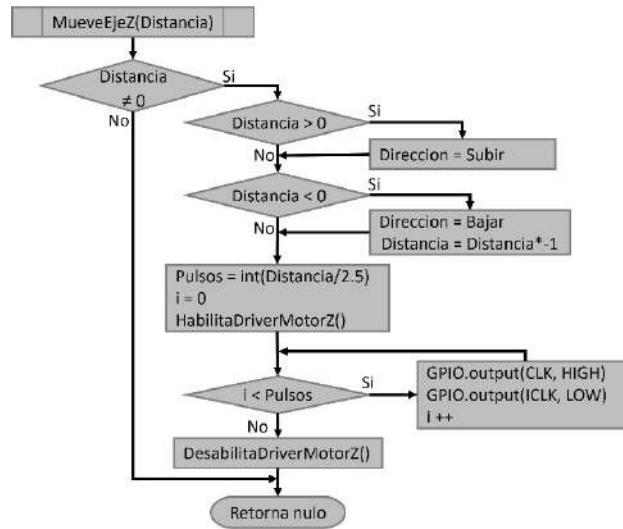 MueveEjeZ(Distancia)
Distancia
≠ 0
Si
No
Distancia > 0
Si
No
Direccion = Subir
Distancia < 0
Si
No
Direccion = Bajar
Distancia = Distancia*-1
Pulsos = int(Distancia/2.5)
i = 0
HabilitaDriverMotorZ()
i < Pulsos
Si
No
GPIO.output(CLK, HIGH)
GPIO.output(ICLK, LOW)
i ++
DesabilitaDriverMotorZ()
Retorna nulo